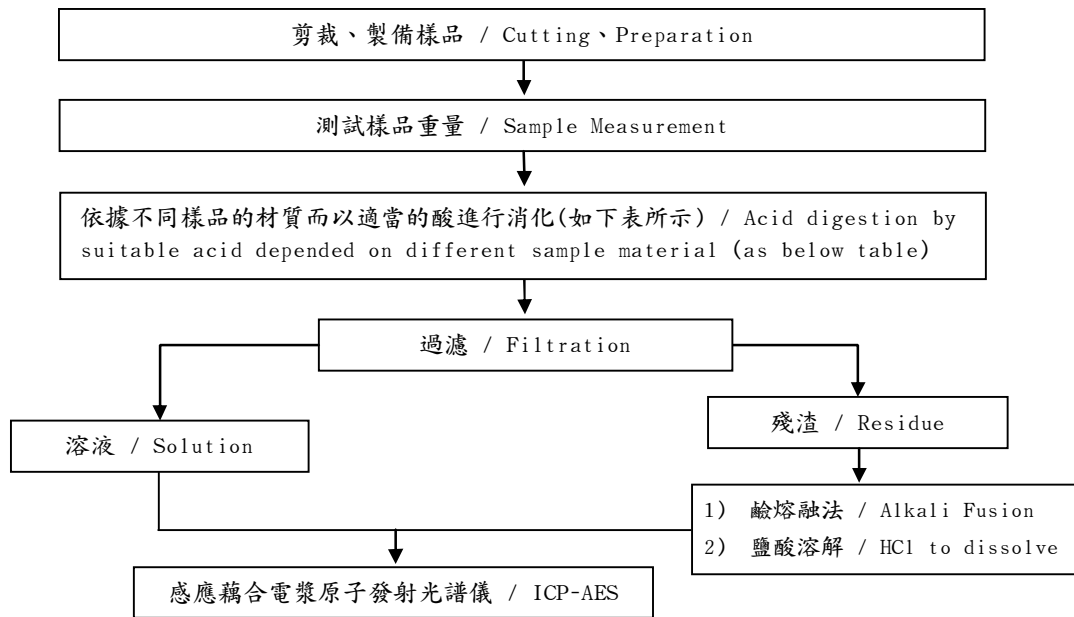 剪裁、製備樣品 / Cutting、Preparation
測試樣品重量 / Sample Measurement
依據不同樣品的材質而以適當的酸進行消化(如下表所示) / Acid digestion by
suitable acid depended on different sample material (as below table)
過濾 / Filtration
溶液 / Solution
殘渣 / Residue
1) 鹼熔融法 / Alkali Fusion
2) 鹽酸溶解 / HCl to dissolve
感應藕合電漿原子發射光譜儀 / ICP-AES